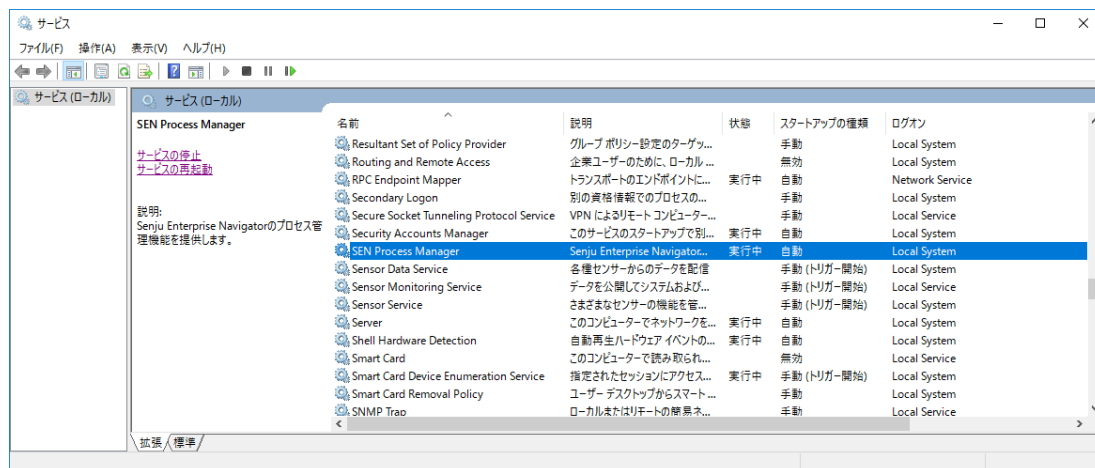 サービス
ファイル(F) 操作(A) 表示(V) ヘルプ(H)
サービス (ローカル)
サービス (ローカル)
SEN Process Manager
サービスの停止
サービスの再起動
説明:
Senju Enterprise Navigatorのプロセス管
理機能を提供します。
名前 説明 状態 スタートアップの種類 ログオン
Resultant Set of Policy Provider グループ ポリシー設定のターゲッ... 手動 Local System
Routing and Remote Access 企業ユーザーのために、ローカル ... 無効 Local System
RPC Endpoint Mapper トランスポートのエンドポイントに... 実行中 自動 Network Service
Secondary Logon 別の資格情報でのプロセスの... 手動 Local System
Secure Socket Tunneling Protocol Service VPN によるリモート コンピューター... 手動 Local Service
Security Accounts Manager このサービスのスタートアップで別... 実行中 自動 Local System
SEN Process Manager Senju Enterprise Navigator... 実行中 自動 Local System
Sensor Data Service 各種センサーからのデータを配信 手動 (トリガー開始) Local System
Sensor Monitoring Service データを公開してシステムおよび... 手動 (トリガー開始) Local Service
Sensor Service さまざまなセンサーの機能を管... 手動 (トリガー開始) Local System
Server このコンピューターでネットワークを... 実行中 自動 Local System
Shell Hardware Detection 自動再生ハードウェア イベントの... 実行中 自動 Local System
Smart Card このコンピューターで読み取られ... 無効 Local Service
Smart Card Device Enumeration Service 指定されたセッションにアクセス... 実行中 手動 (トリガー開始) Local System
Smart Card Removal Policy ユーザー デスクトップからスマート ... 手動 Local System
SNMP Trap ローカルまたはリモートの簡易ネ... 手動 Local Service
拡張 標準